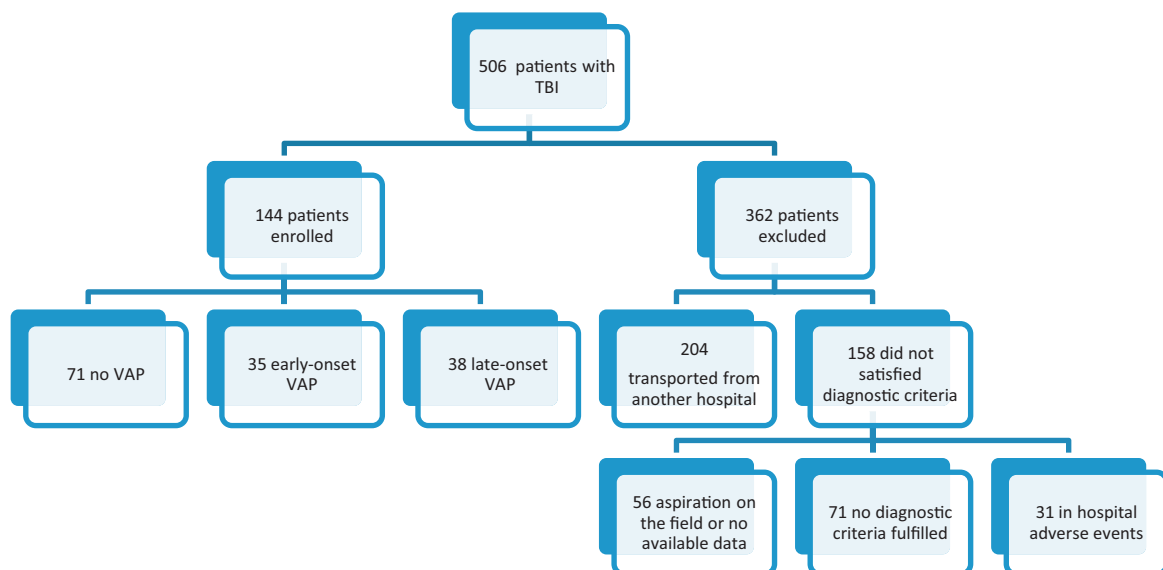 506 patients with
TBI
144 patients
enrolled
362 patients
excluded
71 no VAP
35 early-onset
VAP
38 late-onset
VAP
204
transported from
another hospital
158 did not
satisfied
diagnostic criteria
56 aspiration on
the field or no
available data
71 no diagnostic
criteria fulfilled
31 in hospital
adverse events